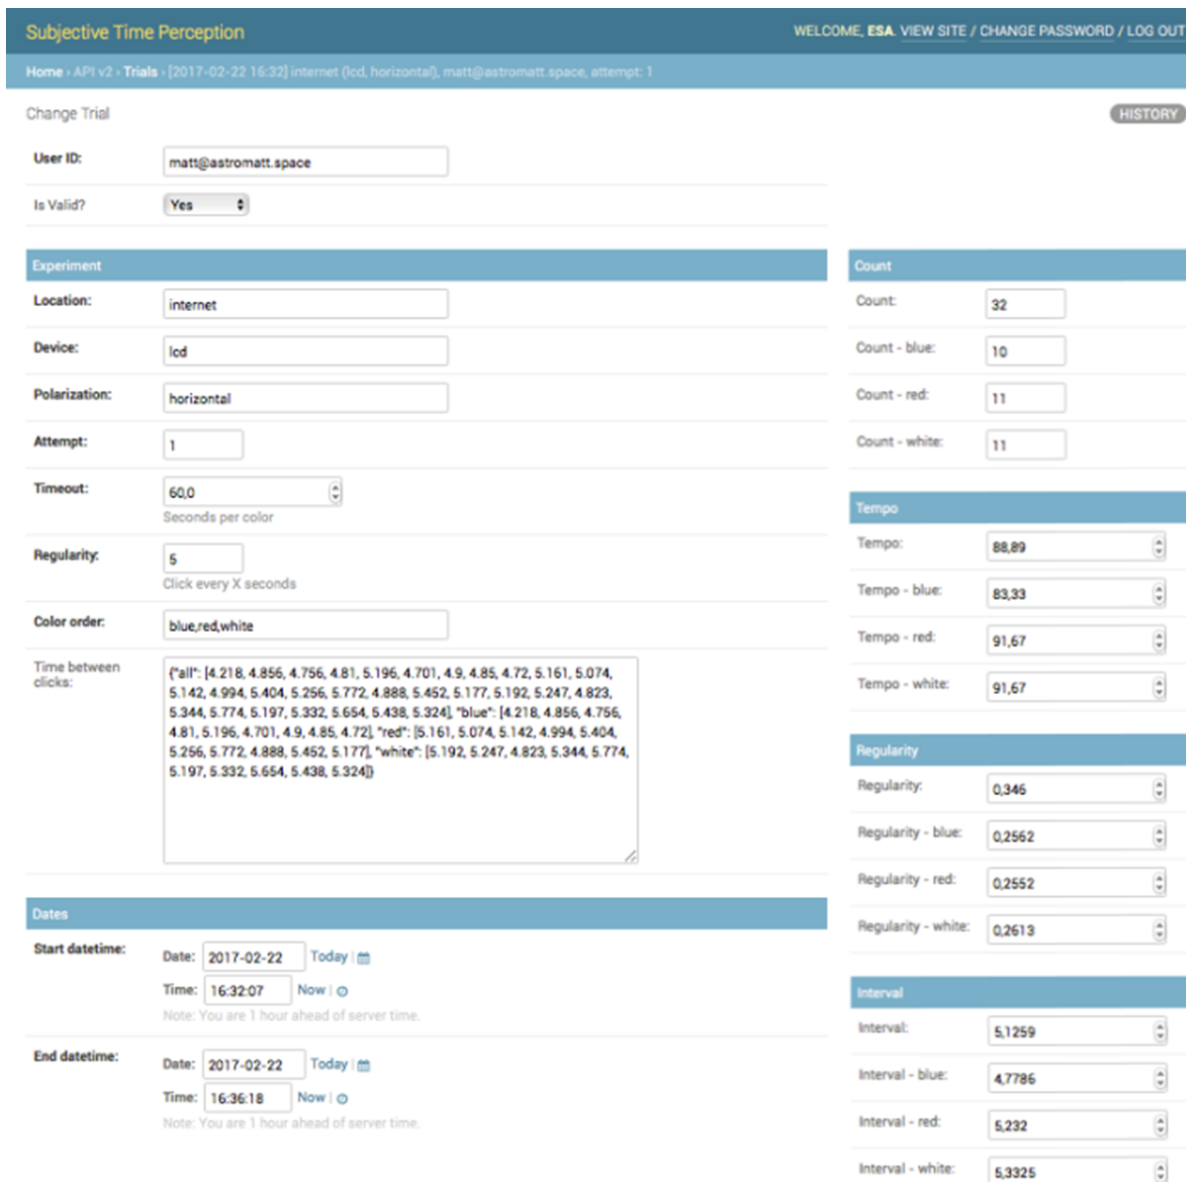 Subjective Time Perception
WELCOME, ESA. VIEW SITE / CHANGE PASSWORD / LOG OUT
Home › API v2 › Trials › [2017-02-22 16:32] internet (lcd, horizontal), matt@astromatt.space, attempt: 1
Change Trial
HISTORY
User ID: matt@astromatt.space
Is Valid? Yes
Experiment
Location: internet
Device: lcd
Polarization: horizontal
Attempt: 1
Timeout: 60,0
Seconds per color
Regularity: 5
Click every X seconds
Color order: blue,red,white
Time between
clicks:
{"all": [4.218, 4.856, 4.756, 4.81, 5.196, 4.701, 4.9, 4.85, 4.72, 5.161, 5.074,
5.142, 4.994, 5.404, 5.256, 5.772, 4.888, 5.452, 5.177, 5.192, 5.247, 4.823,
5.344, 5.774, 5.197, 5.332, 5.654, 5.438, 5.324], "blue": [4.218, 4.856, 4.756,
4.81, 5.196, 4.701, 4.9, 4.85, 4.72], "red": [5.161, 5.074, 5.142, 4.994, 5.404,
5.256, 5.772, 4.888, 5.452, 5.177], "white": [5.192, 5.247, 4.823, 5.344, 5.774,
5.197, 5.332, 5.654, 5.438, 5.324]}
Dates
Start datetime:
Date: 2017-02-22 Today |
Time: 16:32:07 Now |
Note: You are 1 hour ahead of server time.
End datetime:
Date: 2017-02-22 Today |
Time: 16:36:18 Now |
Note: You are 1 hour ahead of server time.
Count
Count: 32
Count - blue: 10
Count - red: 11
Count - white: 11
Tempo
Tempo: 88,89
Tempo - blue: 83,33
Tempo - red: 91,67
Tempo - white: 91,67
Regularity
Regularity: 0,346
Regularity - blue: 0,2562
Regularity - red: 0,2552
Regularity - white: 0,2613
Interval
Interval: 5,1259
Interval - blue: 4,7786
Interval - red: 5,232
Interval - white: 5,3325